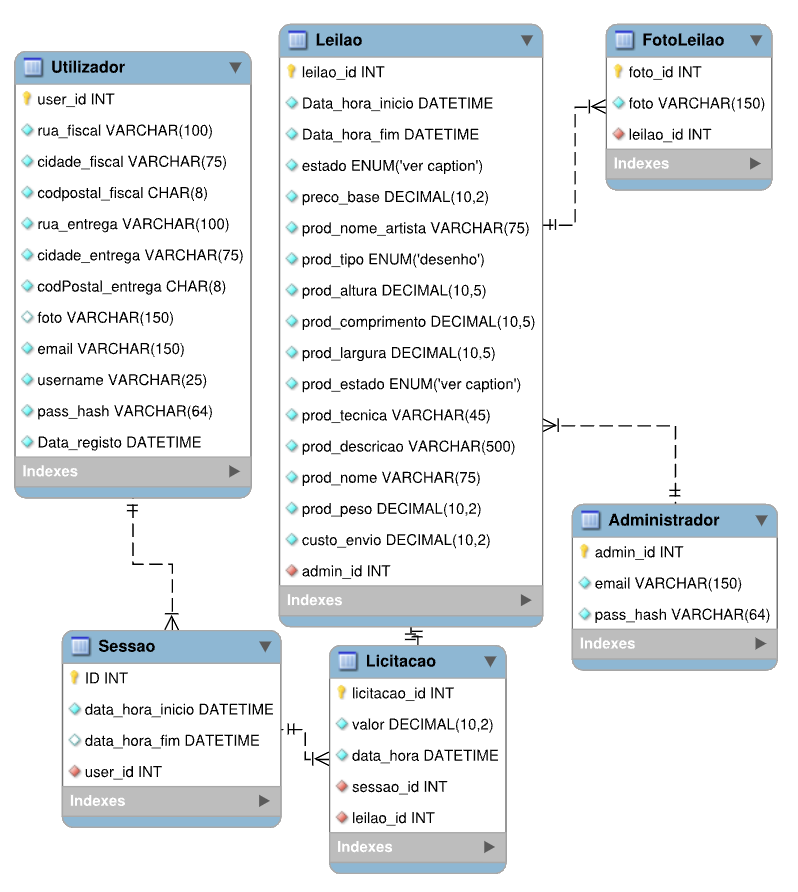 Utilizador
user_id INT
rua_fiscal VARCHAR(100)
cidade_fiscal VARCHAR(75)
codpostal_fiscal CHAR(8)
rua_entrega VARCHAR(100)
cidade_entrega VARCHAR(75)
codPostal_entrega CHAR(8)
foto VARCHAR(150)
email VARCHAR(150)
username VARCHAR(25)
pass_hash VARCHAR(64)
Data_registo DATETIME
Indexes
Leilao
leilao_id INT
Data_hora_inicio DATETIME
Data_hora_fim DATETIME
estado ENUM('ver caption')
preco_base DECIMAL(10,2)
prod_nome_artista VARCHAR(75)
prod_tipo ENUM('desenho')
prod_altura DECIMAL(10,5)
prod_comprimento DECIMAL(10,5)
prod_largura DECIMAL(10,5)
prod_estado ENUM('ver caption')
prod_tecnica VARCHAR(45)
prod_descricao VARCHAR(500)
prod_nome VARCHAR(75)
prod_peso DECIMAL(10,2)
custo_envio DECIMAL(10,2)
admin_id INT
Indexes
FotoLeilao
foto_id INT
foto VARCHAR(150)
leilao_id INT
Indexes
Administrador
admin_id INT
email VARCHAR(150)
pass_hash VARCHAR(64)
Indexes
Sessao
ID INT
data_hora_inicio DATETIME
data_hora_fim DATETIME
user_id INT
Indexes
Licitacao
licitacao_id INT
valor DECIMAL(10,2)
data_hora DATETIME
sessao_id INT
leilao_id INT
Indexes